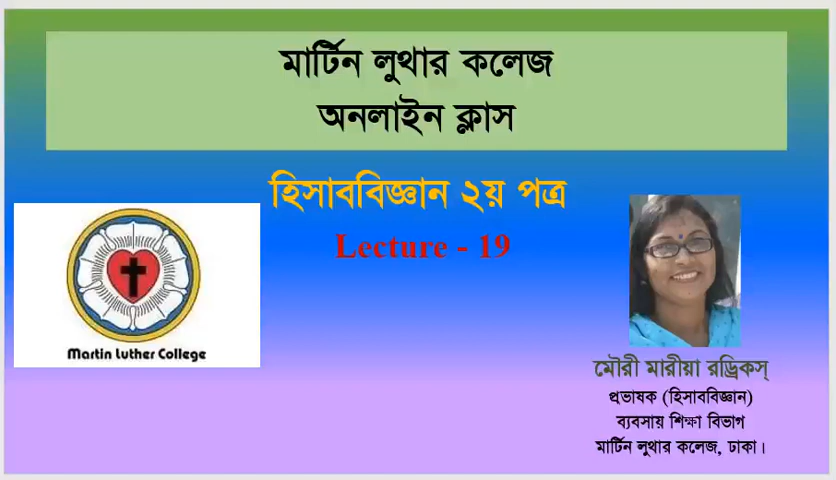 মার্টিন লুথার কলেজ
অনলাইন ক্লাস
হিসাববিজ্ঞান ২য় পত্র
Lecture - 19
Martin Luther College
মৌরী মারীয়া রড্রিকস্
প্রভাষক (হিসাববিজ্ঞান)
ব্যবসায় শিক্ষা বিভাগ
মার্টিন লুথার কলেজ, ঢাকা।